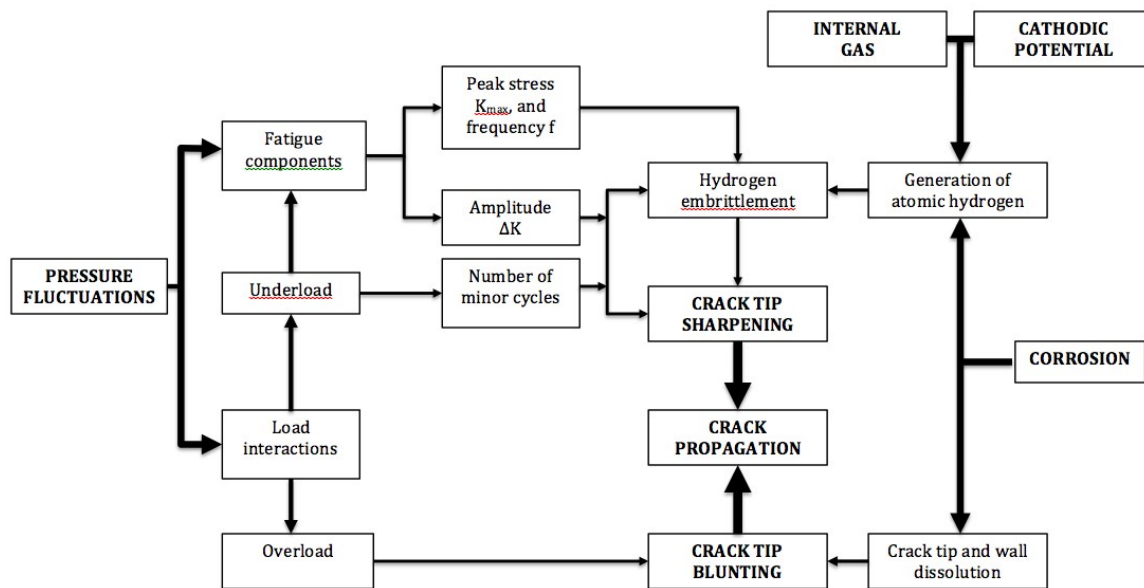 INTERNAL
GAS
CATHODIC
POTENTIAL
Peak stress
Kmax, and
frequency f
Fatigue
components
Hydrogen
embrittlement
Generation of
atomic hydrogen
Amplitude
ΔK
PRESSURE
FLUCTUATIONS
Underload
Number of
minor cycles
CRACK TIP
SHARPENING
CORROSION
Load
interactions
CRACK
PROPAGATION
Overload
CRACK TIP
BLUNTING
Crack tip and wall
dissolution